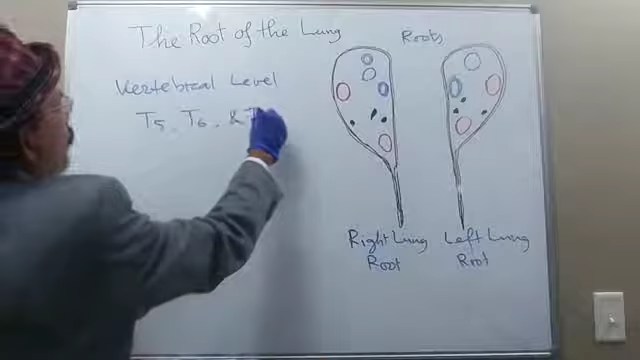 The Root of the Lung
Roots
Vertebral Level
T5, T6, &
Right Lung
Root
Left Lung
Root